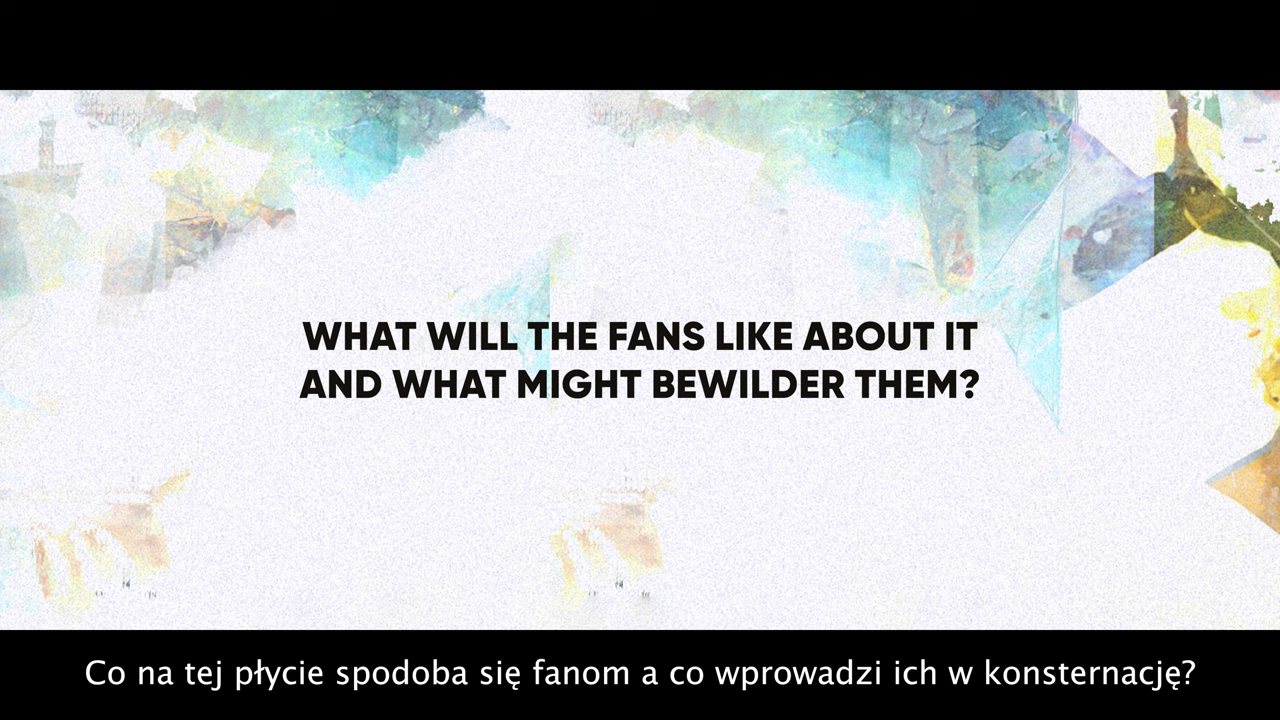 WHAT WILL THE FANS LIKE ABOUT IT
AND WHAT MIGHT BEWILDER THEM?
Co na tej płycie spodoba się fanom a co wprowadzi ich w konsternację?